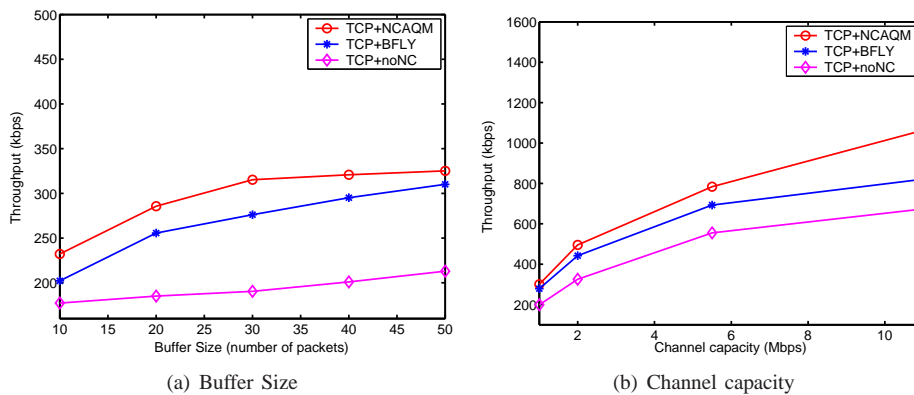 500
450
400
350
300
250
200
Throughput (kbps)
TCP+NCAQM
TCP+BFLY
TCP+noNC
10 15 20 25 30 35 40 45 50
Buffer Size (number of packets)
(a) Buffer Size
1600
1400
1200
1000
800
600
400
200
Throughput (kbps)
TCP+NCAQM
TCP+BFLY
TCP+noNC
2 4 6 8 10
Channel capacity (Mbps)
(b) Channel capacity